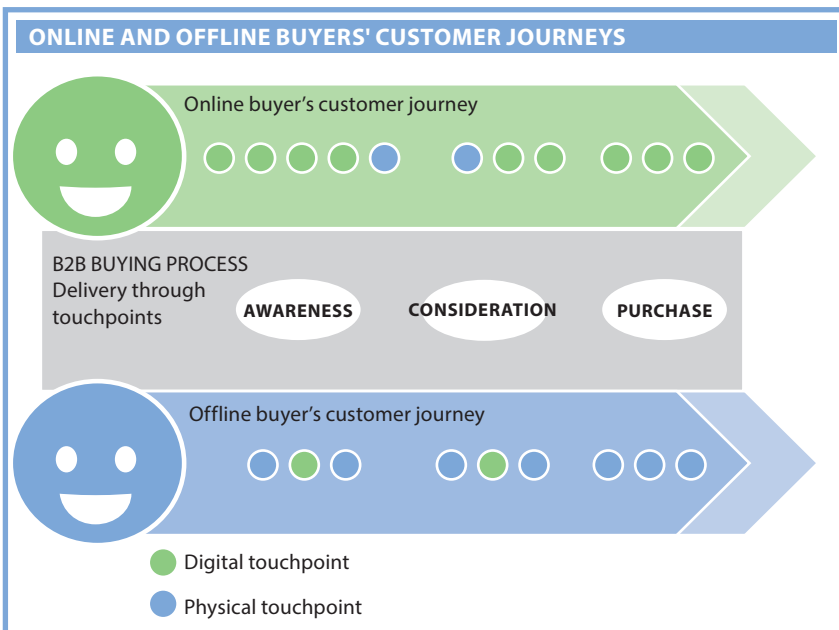 ONLINE AND OFFLINE BUYERS' CUSTOMER JOURNEYS
Online buyer’s customer journey
B2B BUYING PROCESS
Delivery through
touchpoints
AWARENESS
CONSIDERATION
PURCHASE
Offline buyer’s customer journey
Digital touchpoint
Physical touchpoint